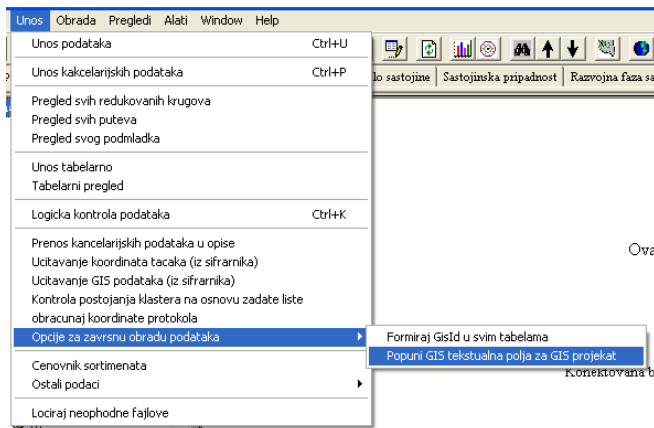 Unos Obrada Pregledi Alati Window Help
Unos podataka Ctrl+U
Unos kakcelarijskih podataka Ctrl+P
lo sastojine Sastojinska pripadnost Razvojna faza sa
Pregled svih redukovanih krugova
Pregled svih puteva
Pregled svog podmladka
Unos tabelarno
Tabelarni pregled
Logicka kontrola podataka Ctrl+K
Prenos kancelarijskih podataka u opise
Ova
Ucitavanje koordinata tacaka (iz sifrarnika)
Ucitavanje GIS podataka (iz sifrarnika)
Kontrola postojanja klastera na osnovu zadate liste
obracunaj koordinate protokola
Opcije za zavrsnu obradu podataka
Formiraj GisId u svim tabelama
Popuni GIS tekstualna polja za GIS projekat
Konektovana b
Cenovnik sortimenata
Ostali podaci
Lociraj neophodne fajlove